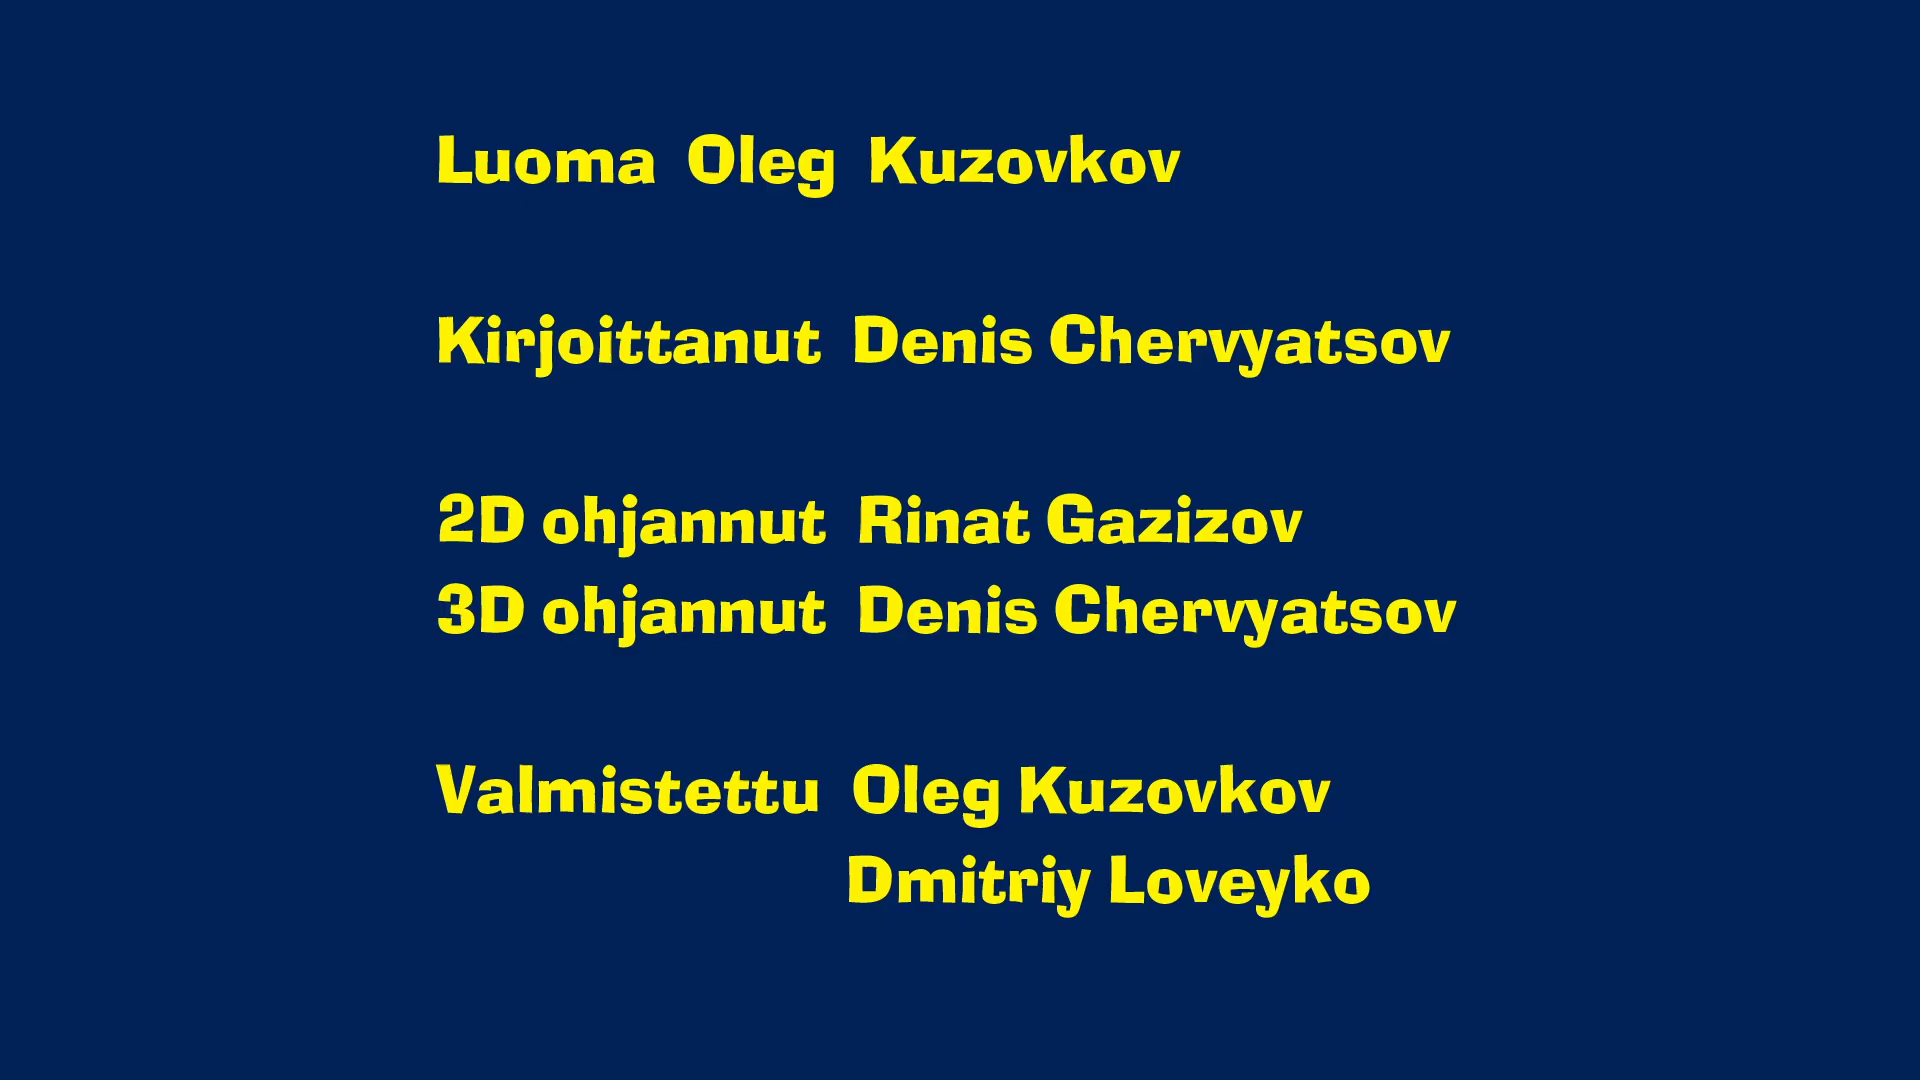 Luoma Oleg Kuzovkov
Kirjoittanut Denis Chervyatsov
2D ohjannut Rinat Gazizov
3D ohjannut Denis Chervyatsov
Valmistettu Oleg Kuzovkov
Dmitriy Loveyko